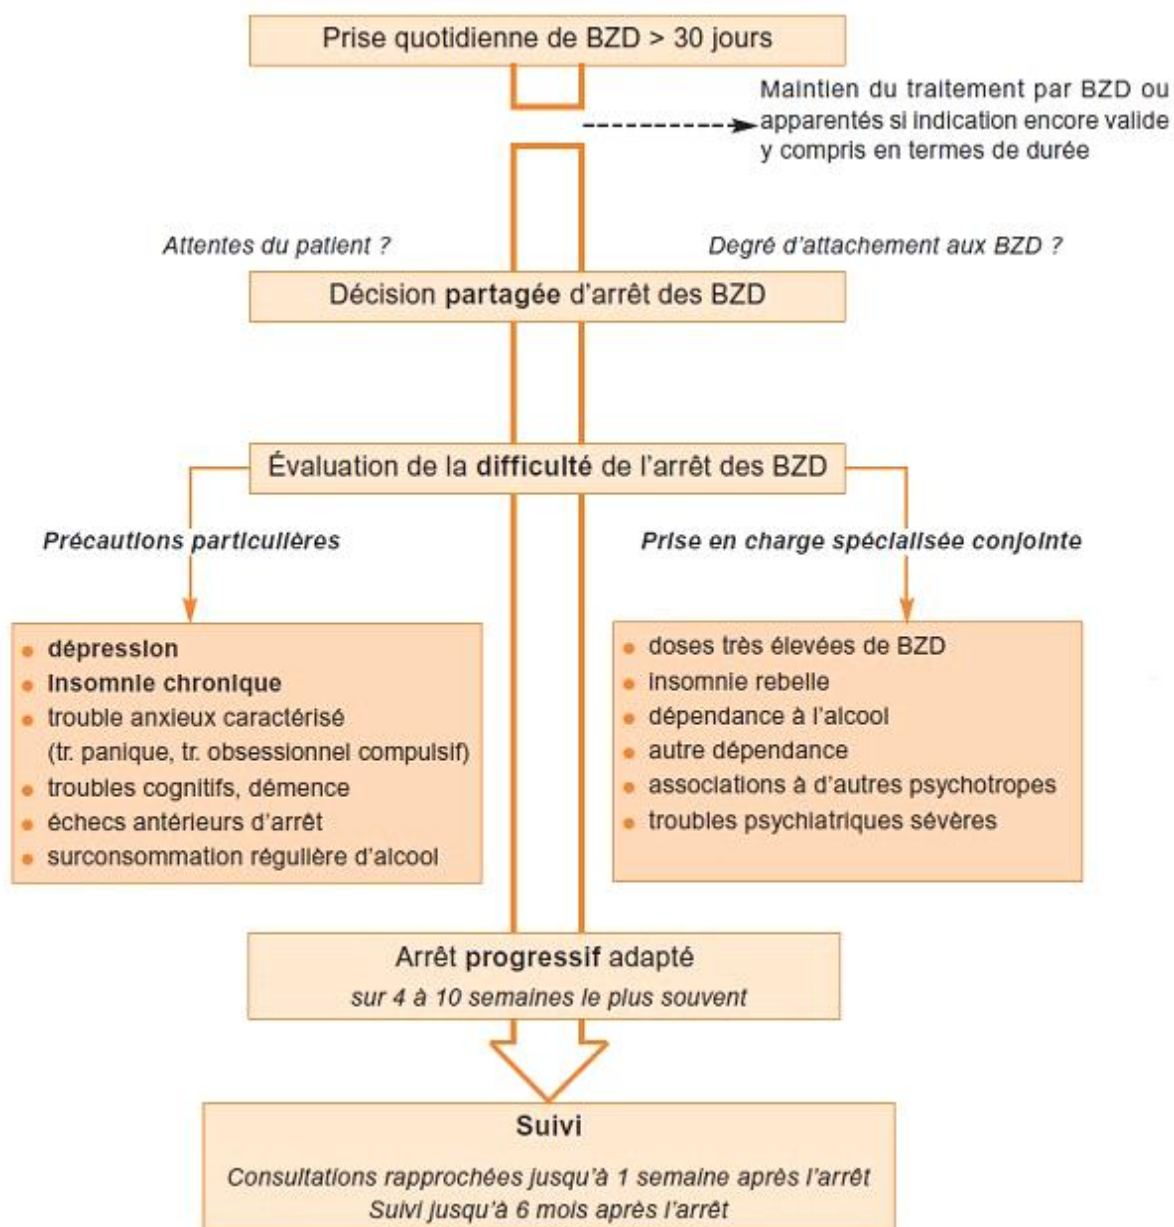 Prise quotidienne de BZD > 30 jours
Maintien du traitement par BZD ou
apparentés si indication encore valide
y compris en termes de durée
Attentes du patient ?
Degré d'attachement aux BZD ?
Décision partagée d'arrêt des BZD
Évaluation de la difficulté de l'arrêt des BZD
Précautions particulières
Prise en charge spécialisée conjointe
• dépression
• Insomnie chronique
• trouble anxieux caractérisé
(tr. panique, tr. obsessionnel compulsif)
• troubles cognitifs, démence
• échecs antérieurs d'arrêt
• surconsommation régulière d'alcool
• doses très élevées de BZD
• insomnie rebelle
• dépendance à l'alcool
• autre dépendance
• associations à d'autres psychotropes
• troubles psychiatriques sévères
Arrêt progressif adapté
sur 4 à 10 semaines le plus souvent
Suivi
Consultations rapprochées jusqu'à 1 semaine après l'arrêt
Suivi jusqu'à 6 mois après l'arrêt